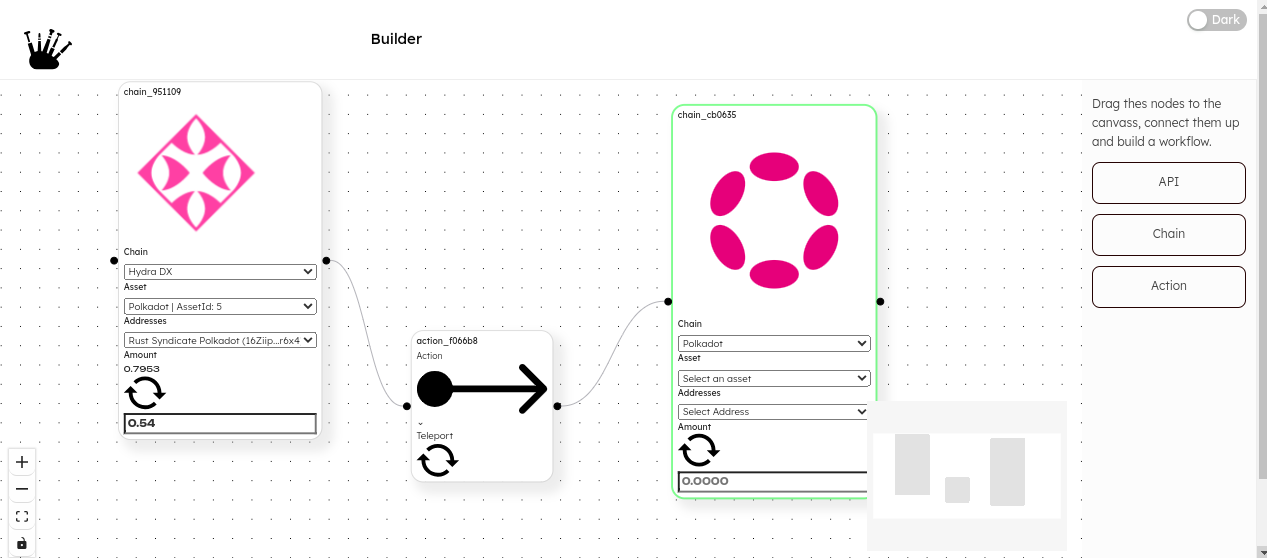 Builder
Dark
chain_951109
Chain
Hydra DX
Asset
Polkadot | AssetId: 5
Addresses
Rust Syndicate Polkadot (16Ziip...r6x4
Amount
0.7953
0.54
action_f066b8
Action
Teleport
chain_cb0635
Chain
Polkadot
Asset
Select an asset
Addresses
Select Address
Amount
0.0000
Drag thes nodes to the
canvass, connect them up
and build a workflow.
API
Chain
Action